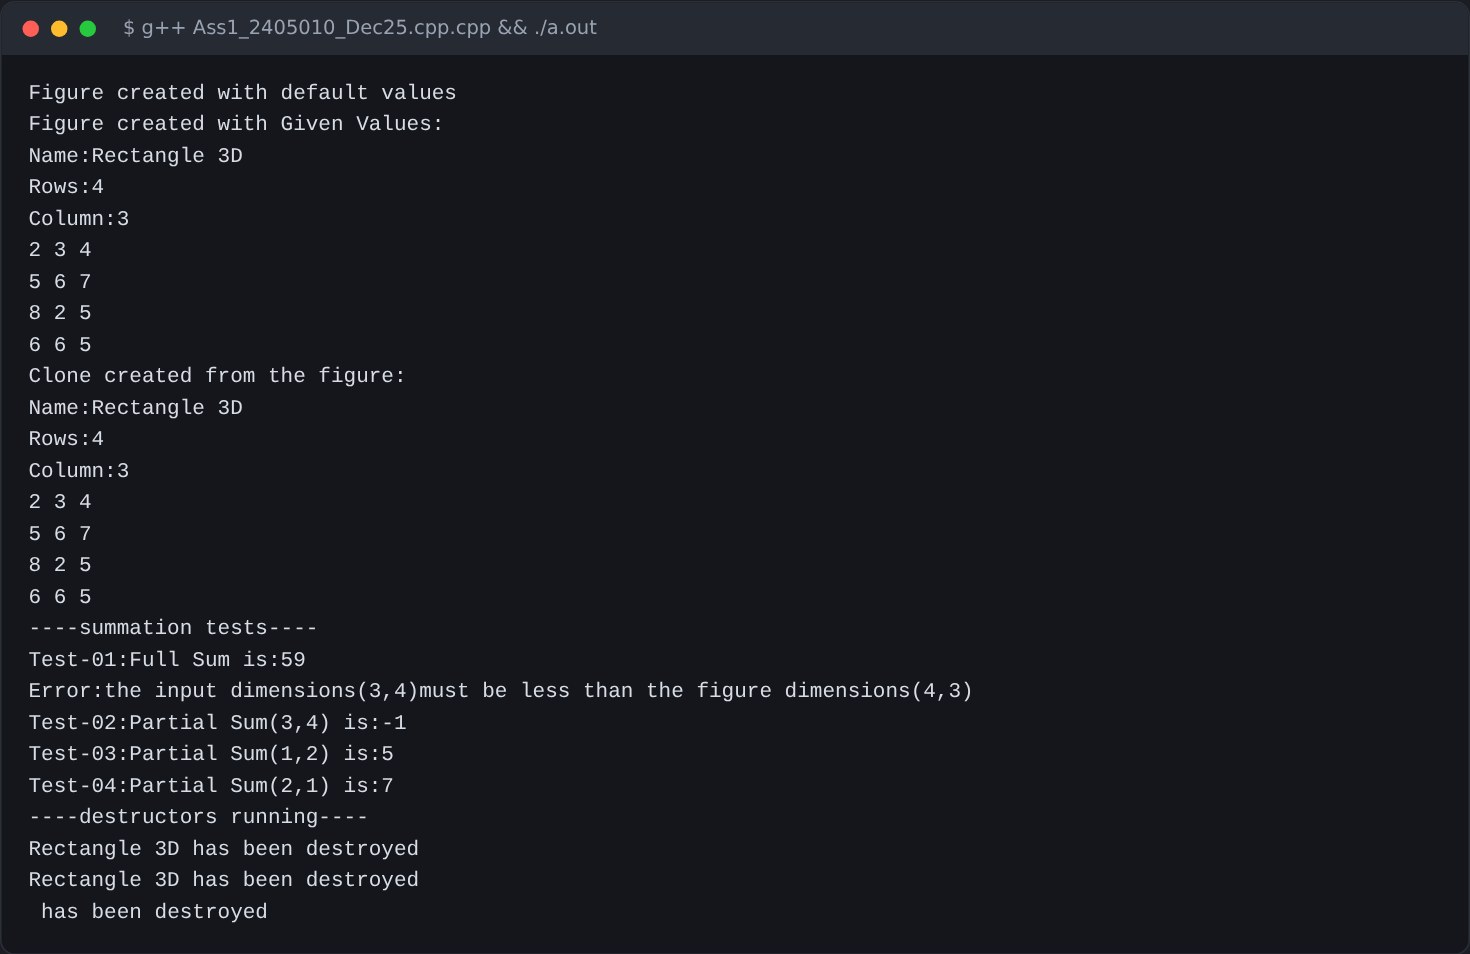 $ g++ Ass1_2405010_Dec25.cpp.cpp && ./a.out
Figure created with default values
Figure created with Given Values:
Name:Rectangle 3D
Rows:4
Column:3
2 3 4
5 6 7
8 2 5
6 6 5
Clone created from the figure:
Name:Rectangle 3D
Rows:4
Column:3
2 3 4
5 6 7
8 2 5
6 6 5
----summation tests----
Test-01:Full Sum is:59
Error:the input dimensions(3,4)must be less than the figure dimensions(4,3)
Test-02:Partial Sum(3,4) is:-1
Test-03:Partial Sum(1,2) is:5
Test-04:Partial Sum(2,1) is:7
----destructors running----
Rectangle 3D has been destroyed
Rectangle 3D has been destroyed
 has been destroyed